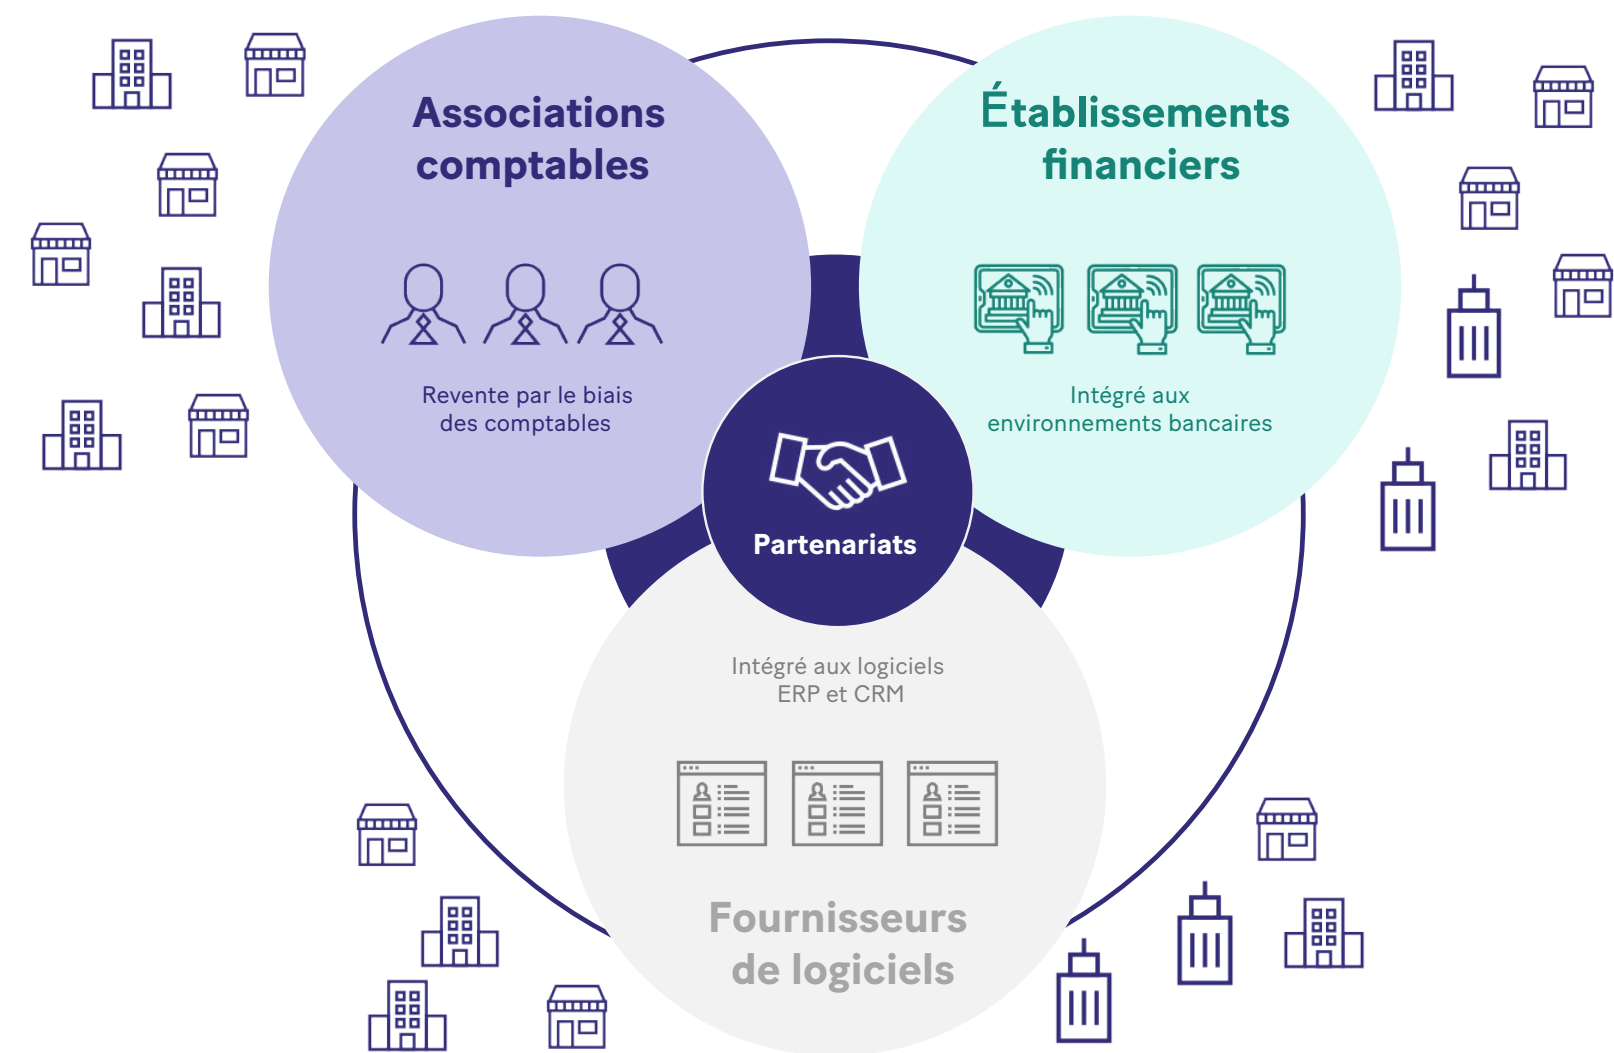 Associations
comptables
Revente par le biais
des comptables
Établissements
financiers
Intégré aux
environnements bancaires
Partenariats
Intégré aux logiciels
ERP et CRM
Fournisseurs
de logiciels